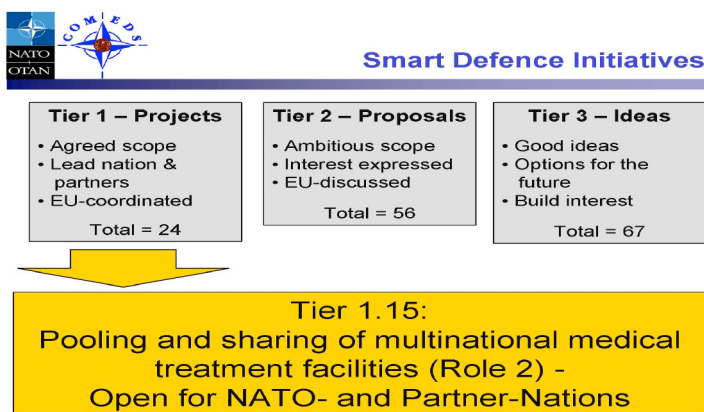 COMEDS
NATO
OTAN
Smart Defence Initiatives
Tier 1 – Projects
• Agreed scope
• Lead nation &
partners
• EU-coordinated
Total = 24
Tier 2 – Proposals
• Ambitious scope
• Interest expressed
• EU-discussed
Total = 56
Tier 3 – Ideas
• Good ideas
• Options for the
future
• Build interest
Total = 67
Tier 1.15:
Pooling and sharing of multinational medical
treatment facilities (Role 2) -
Open for NATO- and Partner-Nations